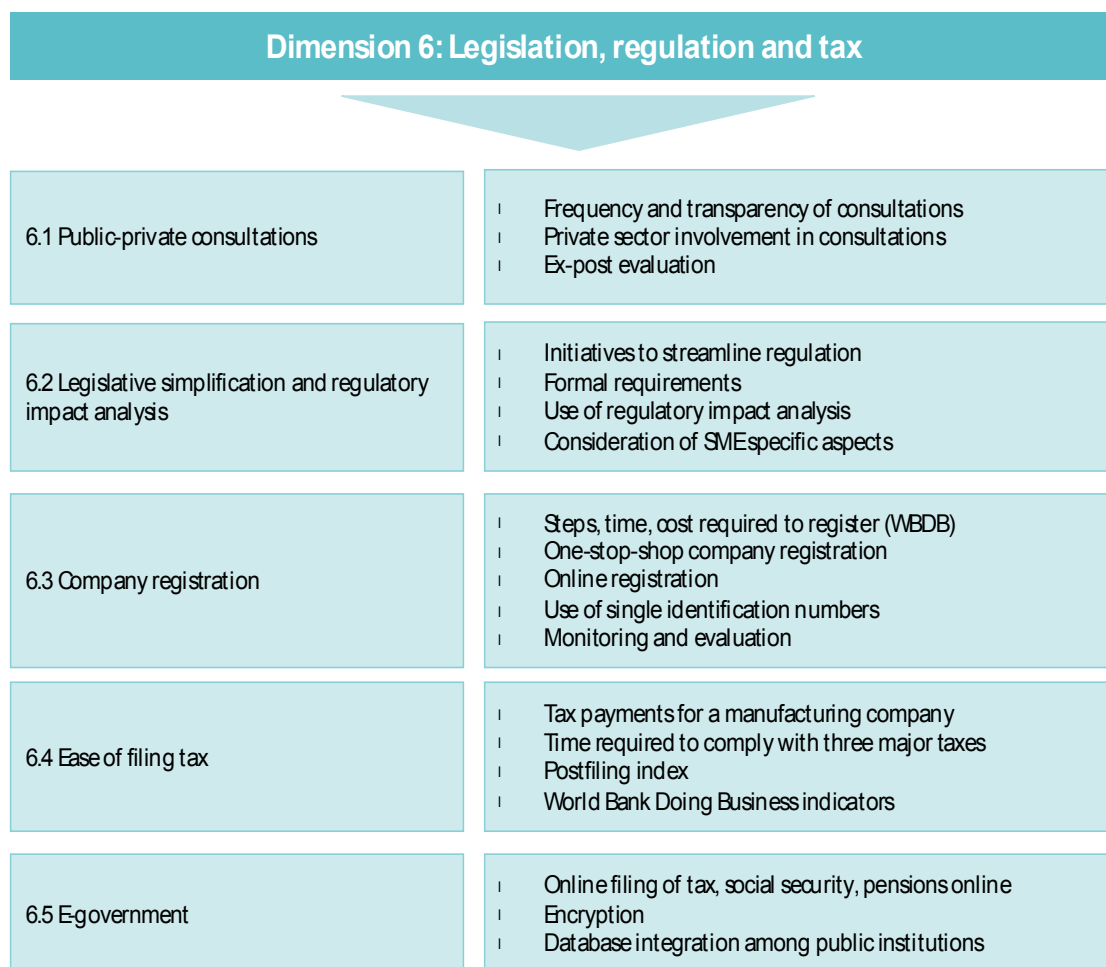 Dimension 6: Legislation, regulation and tax
6.1 Public-private consultations
l Frequency and transparency of consultations
l Private sector involvement in consultations
l Ex-post evaluation
6.2 Legislative simplification and regulatory
impact analysis
l Initiatives to streamline regulation
l Formal requirements
l Use of regulatory impact analysis
l Consideration of SME specific aspects
6.3 Company registration
l Steps, time, cost required to register (WBDB)
l One-stop-shop company registration
l Online registration
l Use of single identification numbers
l Monitoring and evaluation
6.4 Ease of filing tax
l Tax payments for a manufacturing company
l Time required to comply with three major taxes
l Postfiling index
l World Bank Doing Business indicators
6.5 E-government
l Online filing of tax, social security, pensions online
l Encryption
l Database integration among public institutions